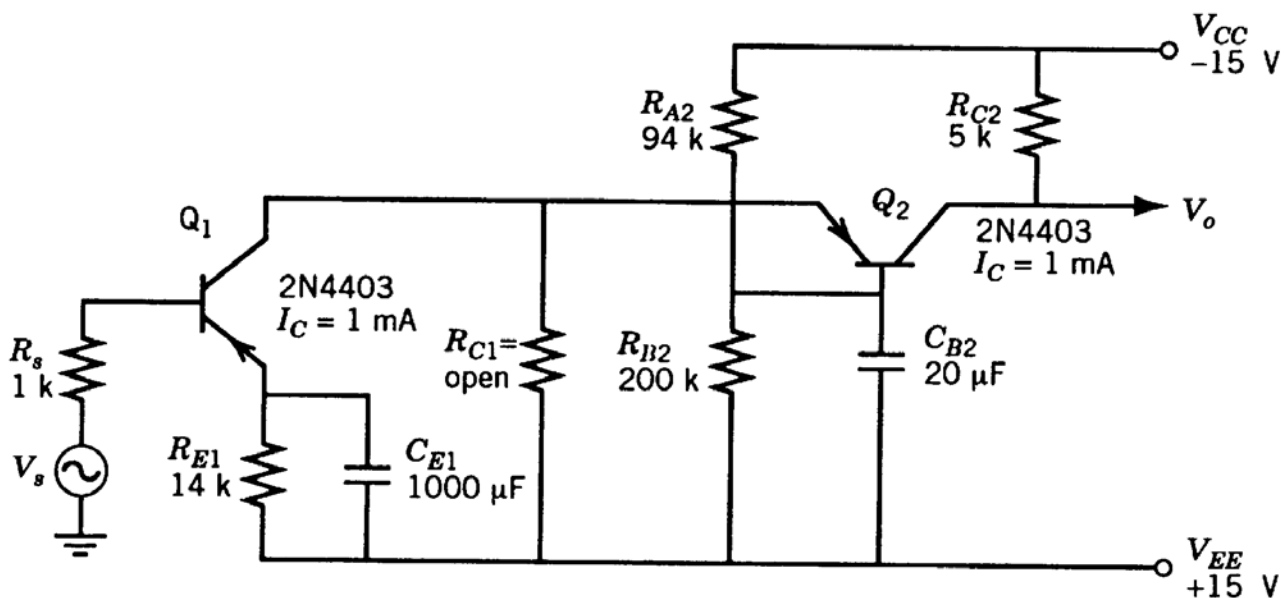 V_CC
-15 V
R_A2
94 k
R_C2
5 k
Q_1
Q_2
V_o
2N4403
I_C = 1 mA
2N4403
I_C = 1 mA
R_s
1 k
R_C1=
open
R_B2
200 k
C_B2
20 μF
V_s
R_E1
14 k
C_E1
1000 μF
V_EE
+15 V